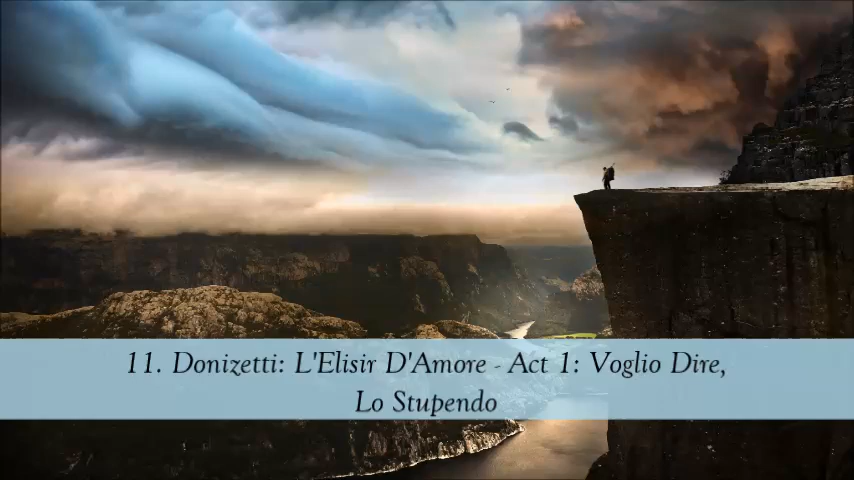 11. Donizetti: L'Elisir D'Amore - Act 1: Voglio Dire,
Lo Stupendo